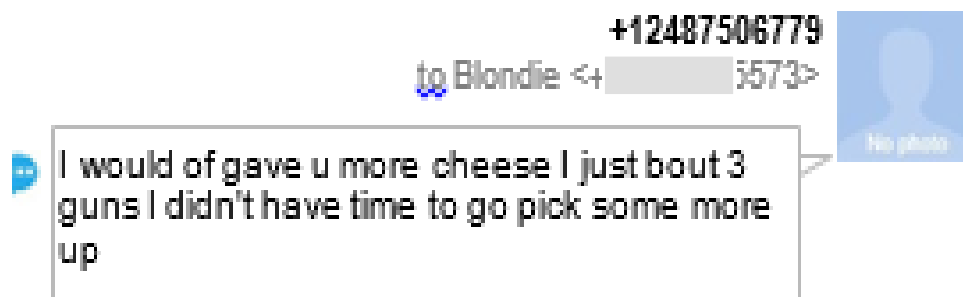 +12487506779
to Blondie <+ 5573>
No photo
I would of gave u more cheese I just bout 3
guns I didn't have time to go pick some more
up